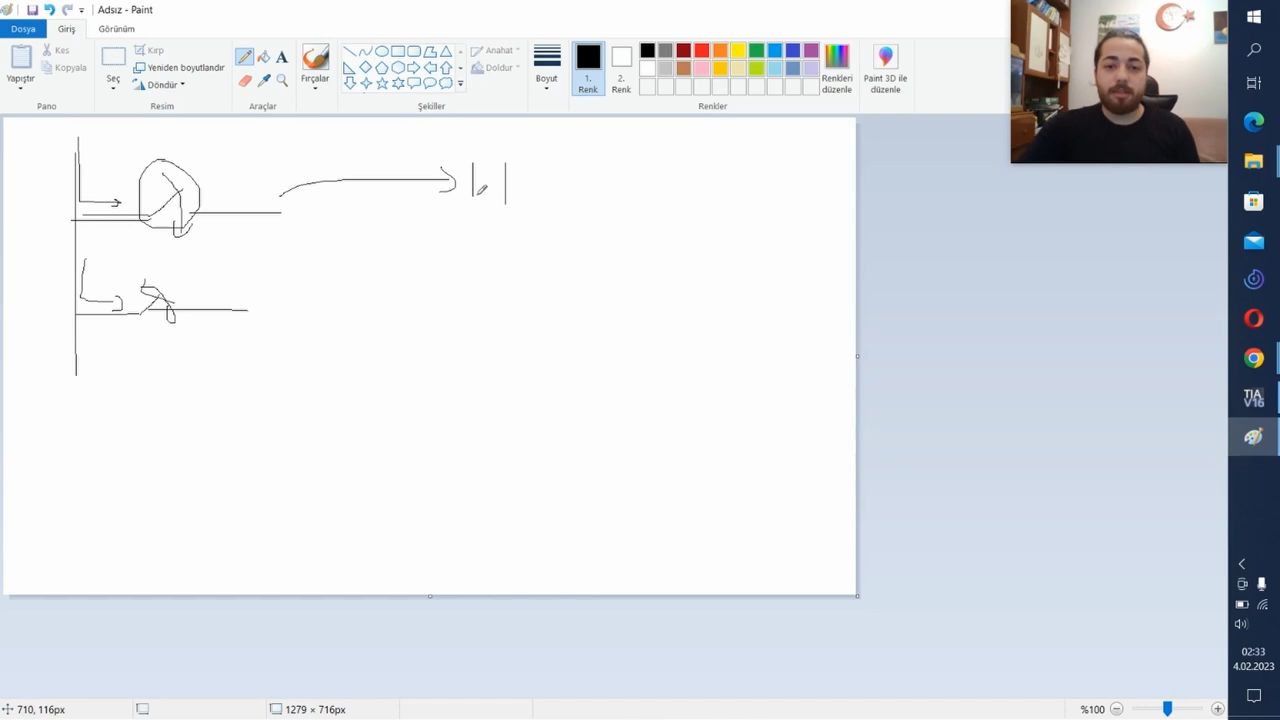 Adsız - Paint
Dosya
Giriş
Görünüm
Yapıştır
Kes
Kopyala
Pano
Seç
Kırp
Yeniden boyutlandır
Döndür
Resim
A
Araçlar
Fırçalar
Anahat
Doldur
Şekiller
Boyut
1.
Renk
2.
Renk
Renkleri
düzenle
Paint 3D ile
düzenle
Renkler
TIA
V16
02:33
4.02.2023
710, 116px
1279 × 716px
%100